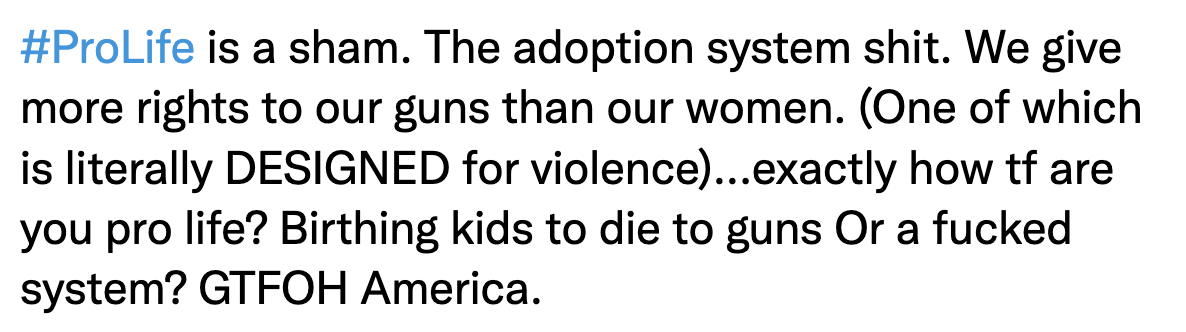 #ProLife is a sham. The adoption system shit. We give
more rights to our guns than our women. (One of which
is literally DESIGNED for violence)...exactly how tf are
you pro life? Birthing kids to die to guns Or a fucked
system? GTFOH America.